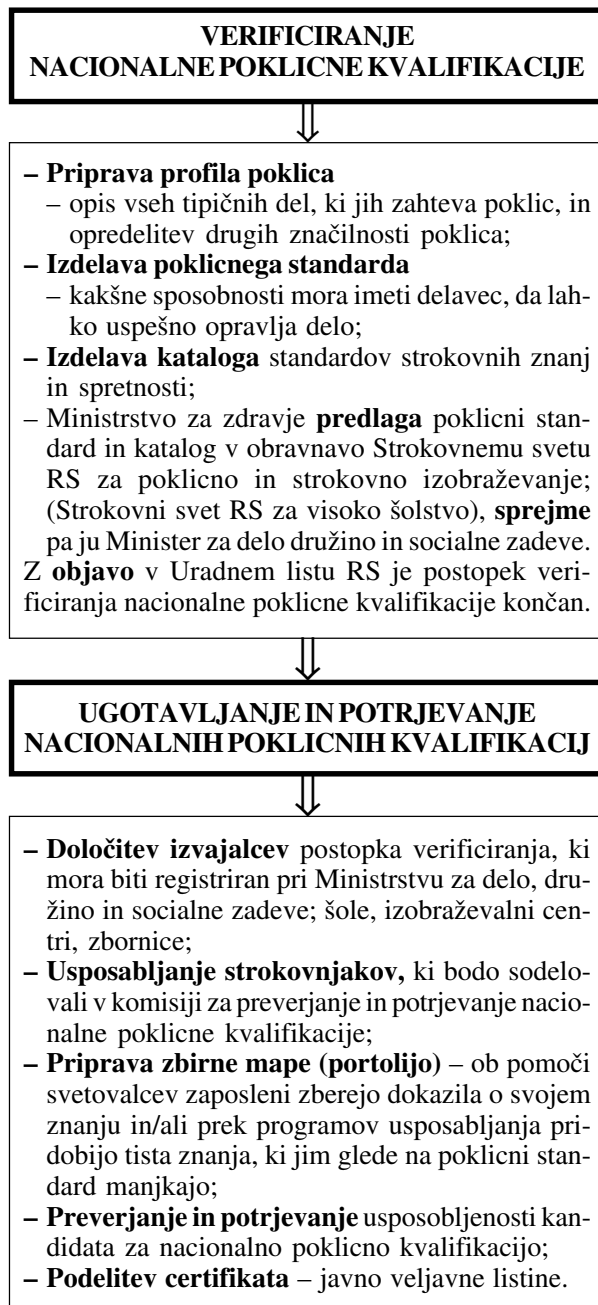 VERIFICIRANJE
NACIONALNE POKLICNE KVALIFIKACIJE
– Priprava profila poklica
– opis vseh tipičnih del, ki jih zahteva poklic, in
opredelitev drugih značilnosti poklica;
– Izdelava poklicnega standarda
– kakšne sposobnosti mora imeti delavec, da lah-
ko uspešno opravlja delo;
– Izdelava kataloga standardov strokovnih znanj
in spretnosti;
– Ministrstvo za zdravje predlaga poklicni stan-
dard in katalog v obravnavo Strokovnemu svetu
RS za poklicno in strokovno izobraževanje;
(Strokovni svet RS za visoko šolstvo), sprejme
pa ju Minister za delo družino in socialne zadeve.
Z objavo v Uradnem listu RS je postopek veri-
ficiranja nacionalne poklicne kvalifikacije končan.
UGOTAVLJANJE IN POTRJEVANJE
NACIONALNIH POKLICNIH KVALIFIKACIJ
– Določitev izvajalcev postopka verificiranja, ki
mora biti registriran pri Ministrstvu za delo, dru-
žino in socialne zadeve; šole, izobraževalni cen-
tri, zbornice;
– Usposabljanje strokovnjakov, ki bodo sodelo-
vali v komisiji za preverjanje in potrjevanje nacio-
nalne poklicne kvalifikacije;
– Priprava zbirne mape (portolijo) – ob pomoči
svetovalcev zaposleni zberejo dokazila o svojem
znanju in/ali prek programov usposabljanja pri-
dobijo tista znanja, ki jim glede na poklicni stan-
dard manjkajo;
– Preverjanje in potrjevanje usposobljenosti kan-
didata za nacionalno poklicno kvalifikacijo;
– Podelitev certifikata – javno veljavne listine.